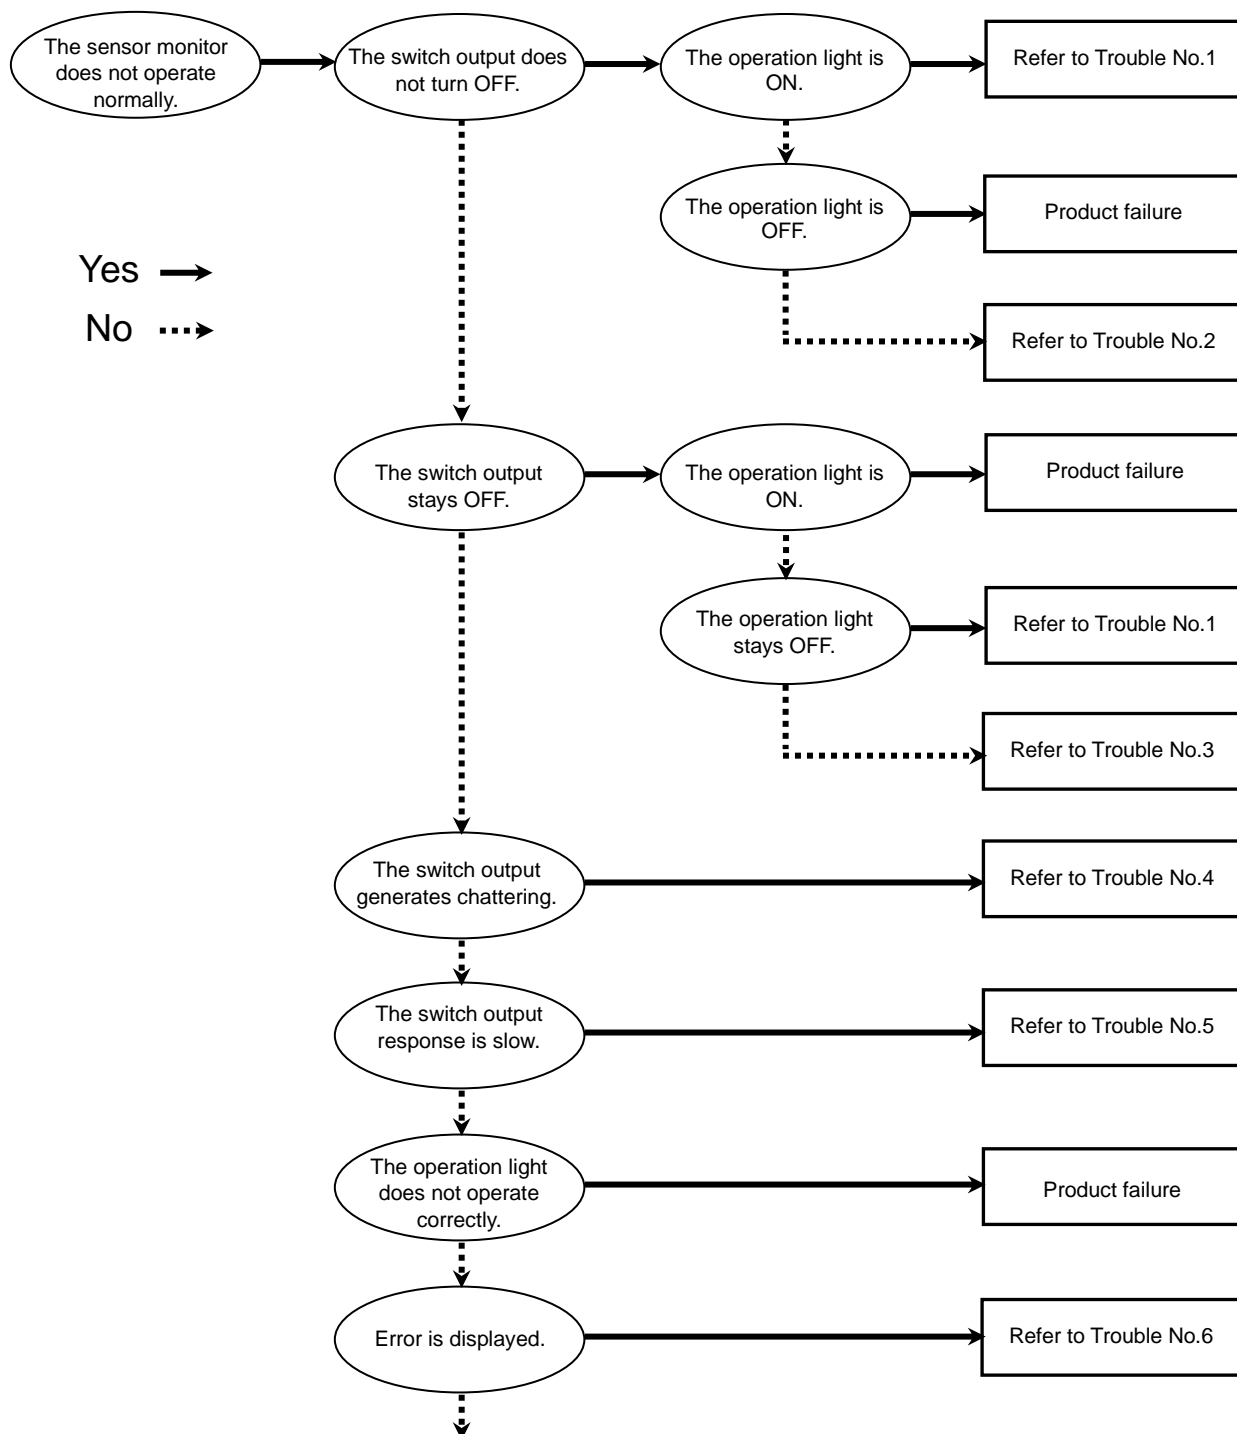 The sensor monitor
does not operate
normally.
The switch output does
not turn OFF.
The operation light is
ON.
Refer to Trouble No.1
The operation light is
OFF.
Product failure
Yes
No
Refer to Trouble No.2
The switch output
stays OFF.
The operation light is
ON.
Product failure
The operation light
stays OFF.
Refer to Trouble No.1
Refer to Trouble No.3
The switch output
generates chattering.
Refer to Trouble No.4
The switch output
response is slow.
Refer to Trouble No.5
The operation light
does not operate
correctly.
Product failure
Error is displayed.
Refer to Trouble No.6